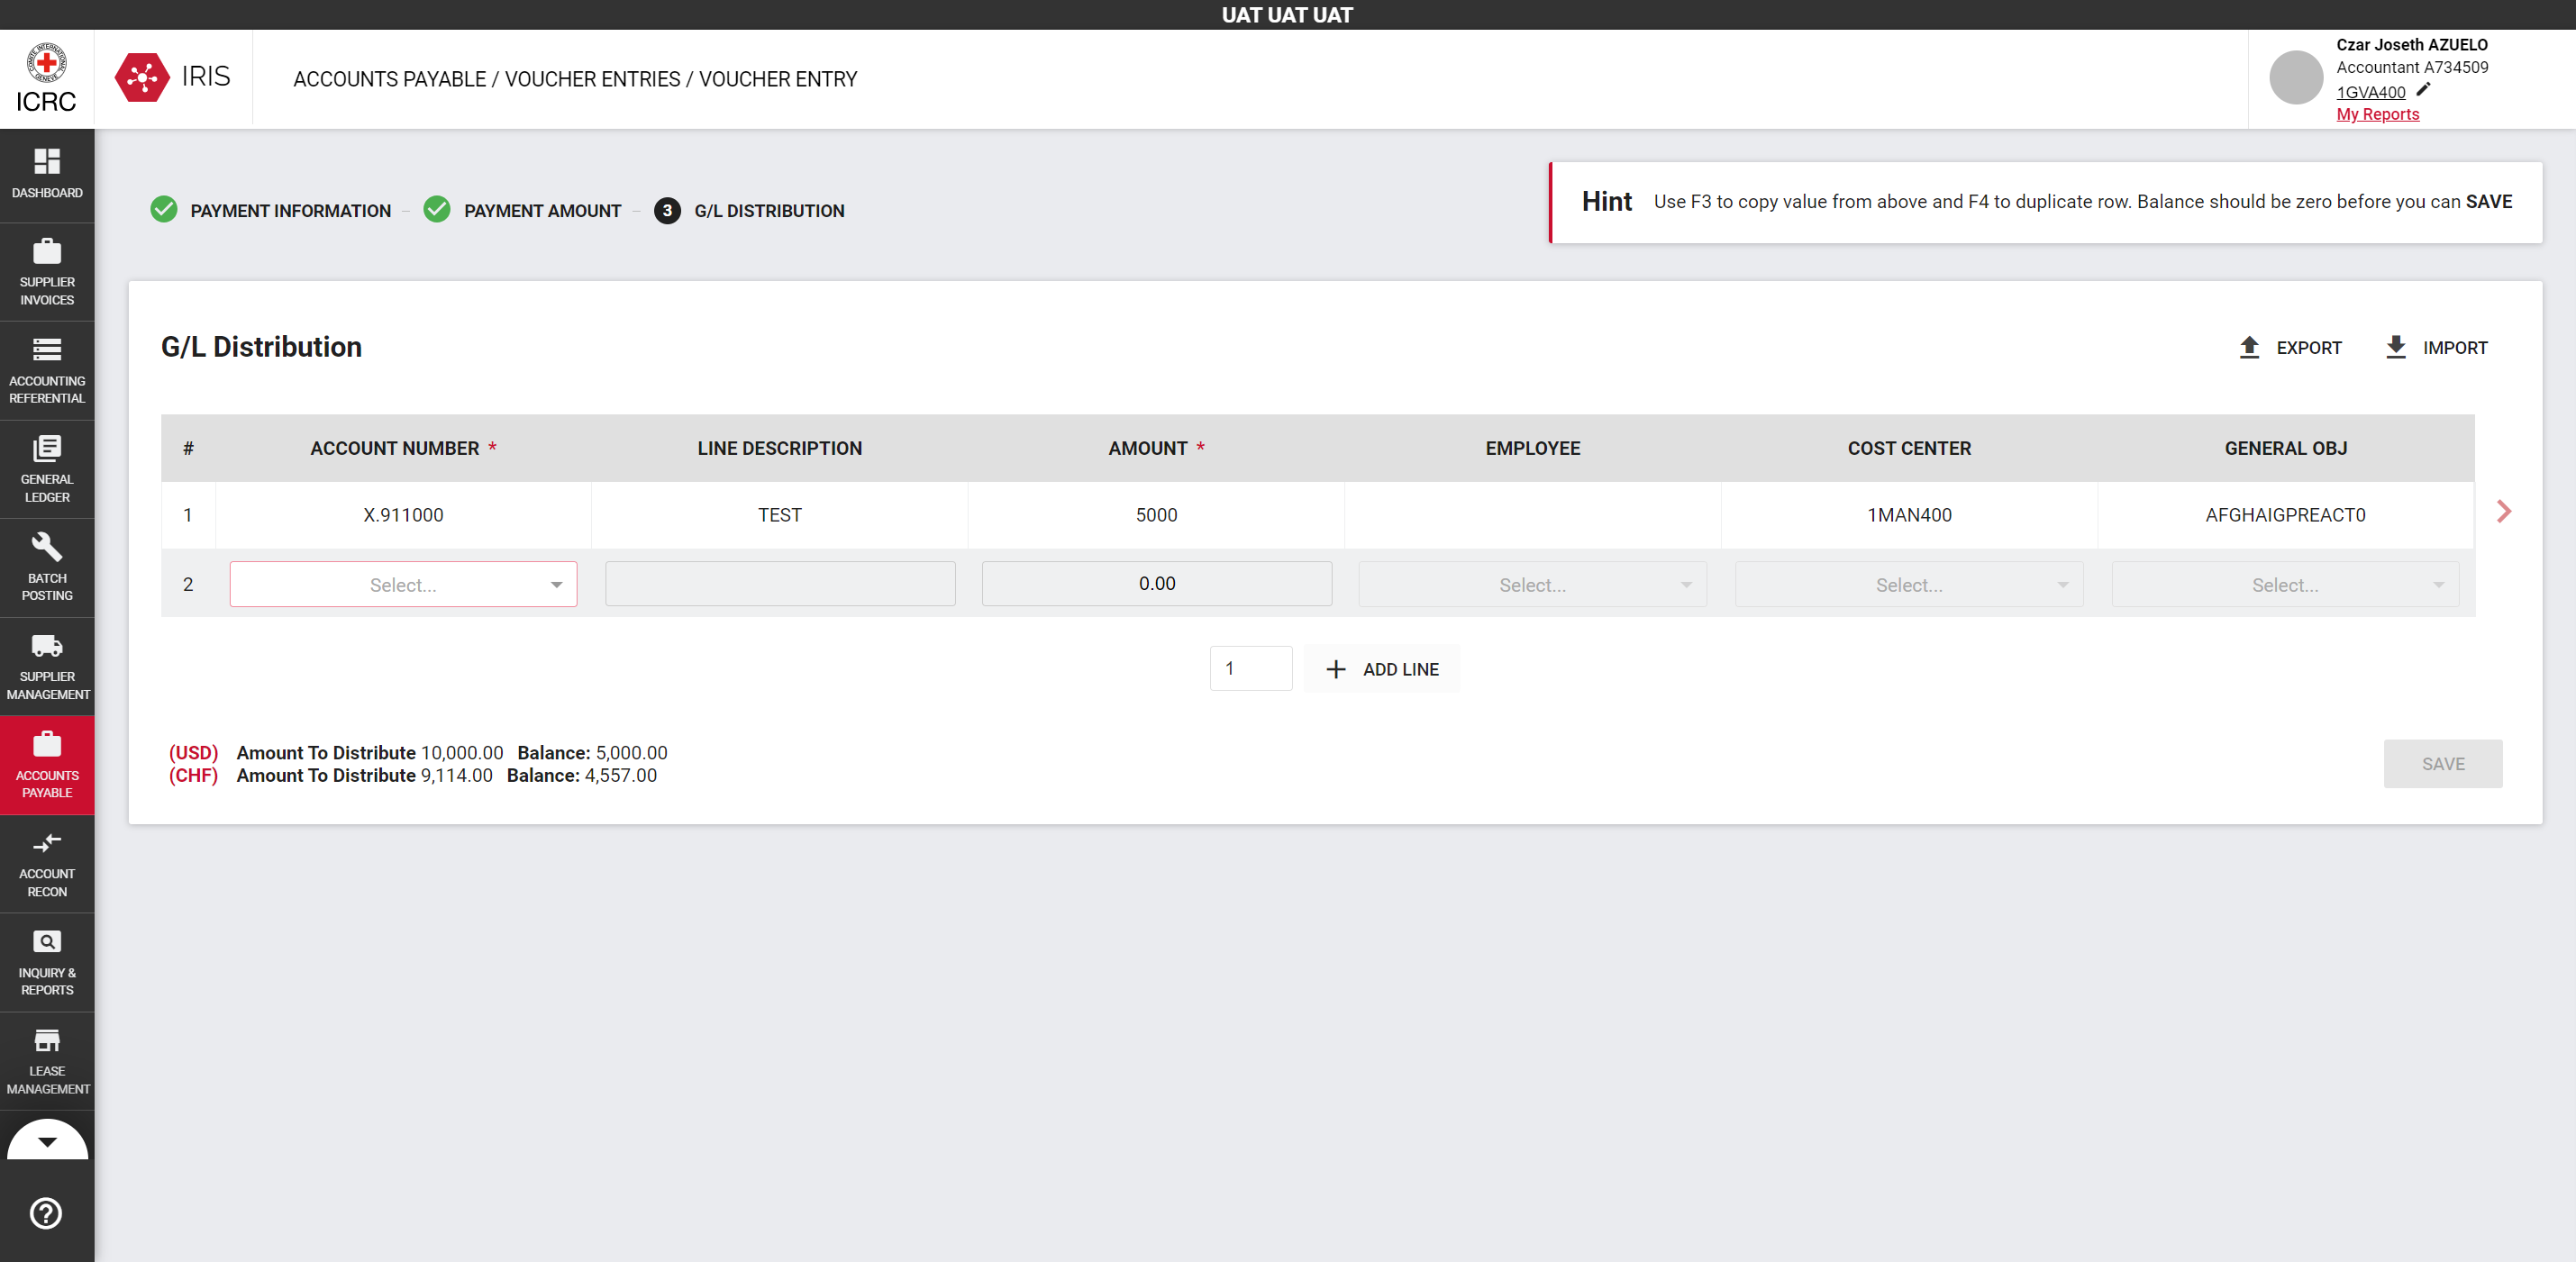 UAT UAT UAT
COMITE INTERNATIONAL GENEVE
ICRC
IRIS
ACCOUNTS PAYABLE / VOUCHER ENTRIES / VOUCHER ENTRY
Czar Joseth AZUELO
Accountant A734509
1GVA400
My Reports
DASHBOARD
SUPPLIER
INVOICES
ACCOUNTING
REFERENTIAL
GENERAL
LEDGER
BATCH
POSTING
SUPPLIER
MANAGEMENT
ACCOUNTS
PAYABLE
ACCOUNT
RECON
INQUIRY &
REPORTS
LEASE
MANAGEMENT
PAYMENT INFORMATION – PAYMENT AMOUNT – 3 G/L DISTRIBUTION
Hint Use F3 to copy value from above and F4 to duplicate row. Balance should be zero before you can SAVE
G/L Distribution
EXPORT IMPORT
# ACCOUNT NUMBER * LINE DESCRIPTION AMOUNT * EMPLOYEE COST CENTER GENERAL OBJ
1 X.911000 TEST 5000 1MAN400 AFGHAIGPREACT0
2 Select... 0.00 Select... Select... Select...
1 ADD LINE
(USD) Amount To Distribute 10,000.00 Balance: 5,000.00
(CHF) Amount To Distribute 9,114.00 Balance: 4,557.00
SAVE